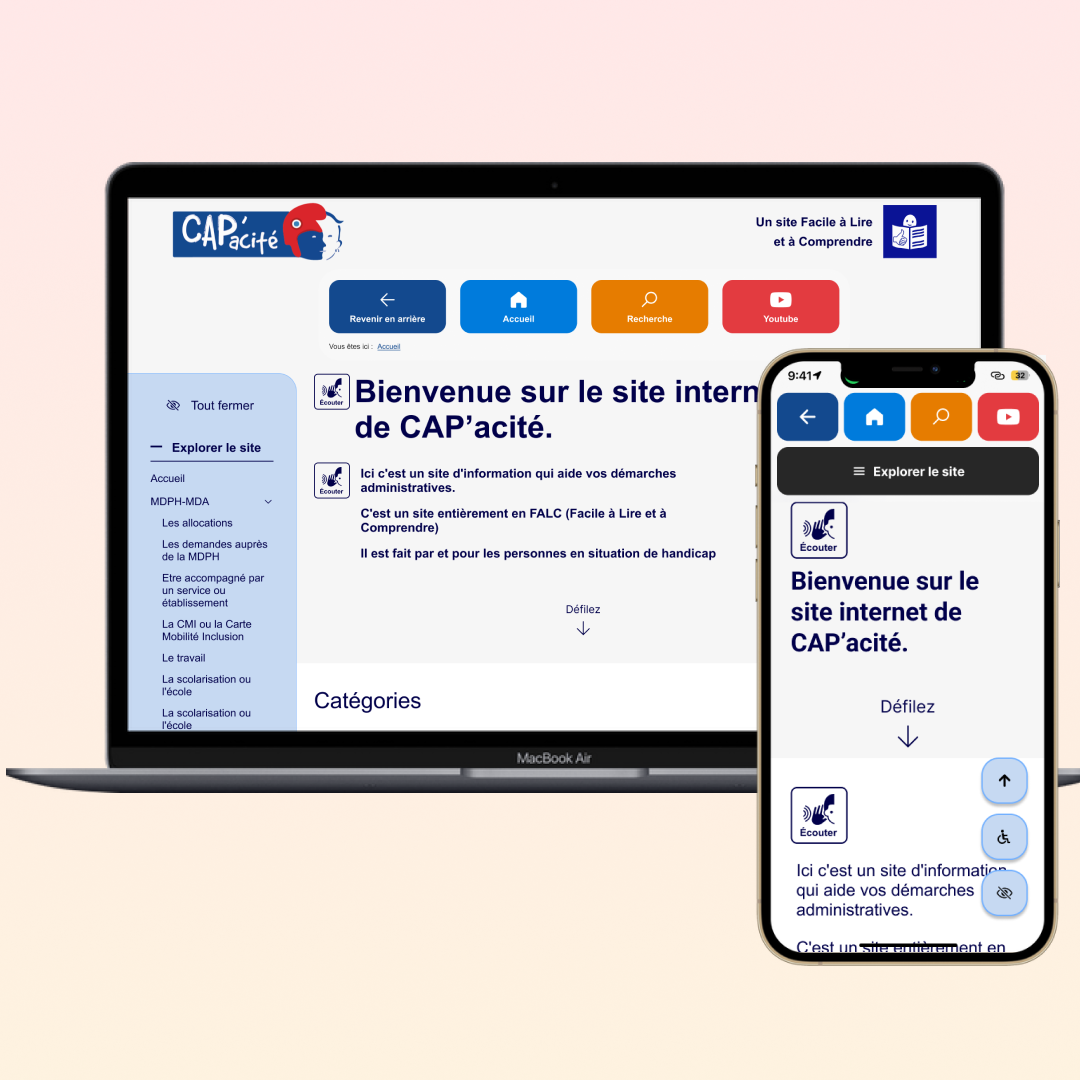 CAP'acité
Un site Facile à Lire
et à Comprendre
Revenir en arrière
Accueil
Recherche
Youtube
Vous êtes ici : Accueil
Tout fermer
Explorer le site
Accueil
MDPH-MDA
Les allocations
Les demandes auprès
de la MDPH
Etre accompagné par
un service ou
établissement
La CMI ou la Carte
Mobilité Inclusion
Le travail
La scolarisation ou
l'école
La scolarisation ou
l'école
Écouter
Bienvenue sur le site intern
de CAP’acité.
Écouter
Ici c'est un site d'information qui aide vos démarches
administratives.
C'est un site entièrement en FALC (Facile à Lire et à
Comprendre)
Il est fait par et pour les personnes en situation de handicap
Défilez
Catégories
MacBook Air
9:41
32
Explorer le site
Écouter
Bienvenue sur le
site internet de
CAP’acité.
Défilez
Écouter
Ici c'est un site d'information
qui aide vos démarches
administratives.
C'est un site entièrement en